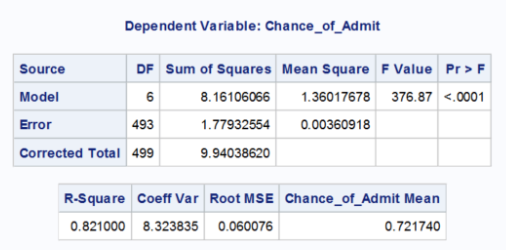 Dependent Variable: Chance_of_Admit
Source DF Sum of Squares Mean Square F Value Pr > F
Model 6 8.16106066 1.36017678 376.87 <.0001
Error 493 1.77932554 0.00360918
Corrected Total 499 9.94038620
R-Square Coeff Var Root MSE Chance_of_Admit Mean
0.821000 8.323835 0.060076 0.721740